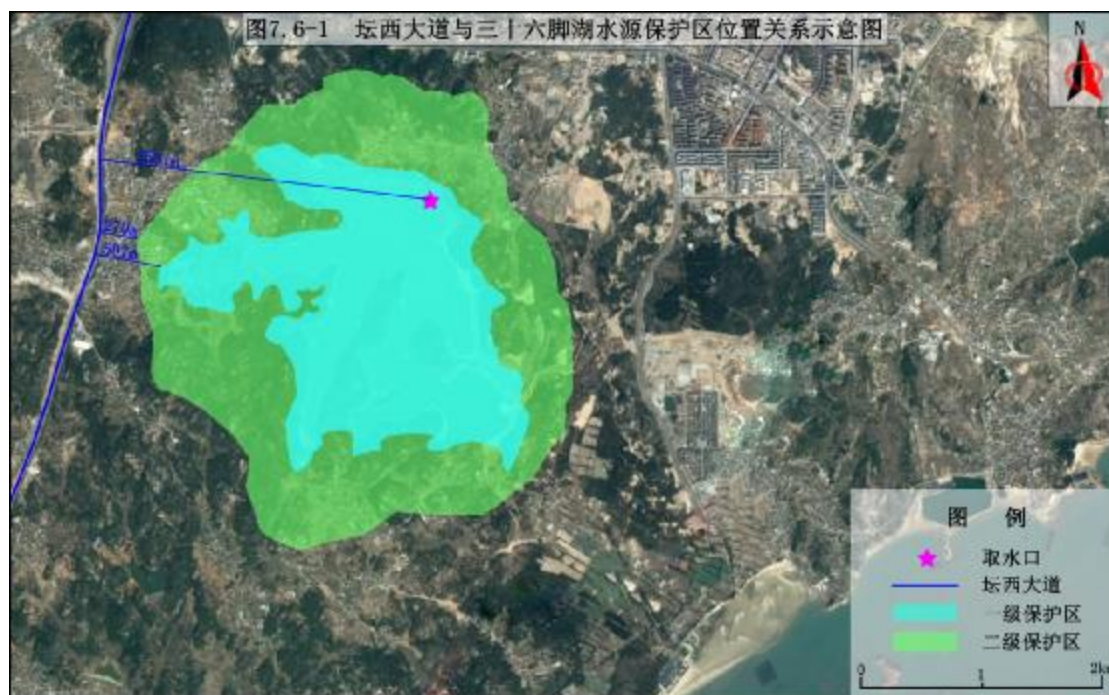 图7.6-1 坛西大道与三十六脚湖水源保护区位置关系示意图
N
图 例
取水口
坛西大道
一级保护区
二级保护区
0 1 2k